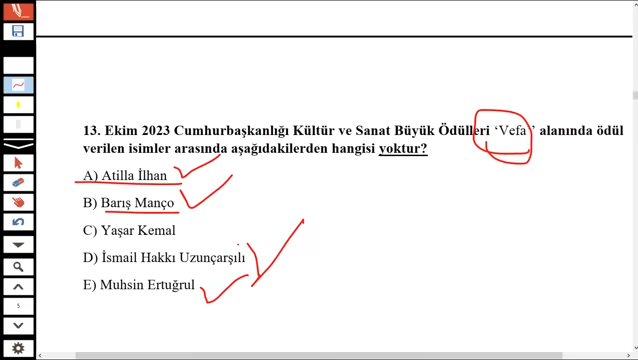 13. Ekim 2023 Cumhurbaşkanlığı Kültür ve Sanat Büyük Ödülleri ‘Vefa’ alanında ödül
verilen isimler arasında aşağıdakilerden hangisi yoktur?
A) Atilla İlhan
B) Barış Manço
C) Yaşar Kemal
D) İsmail Hakkı Uzunçarşılı
E) Muhsin Ertuğrul
5